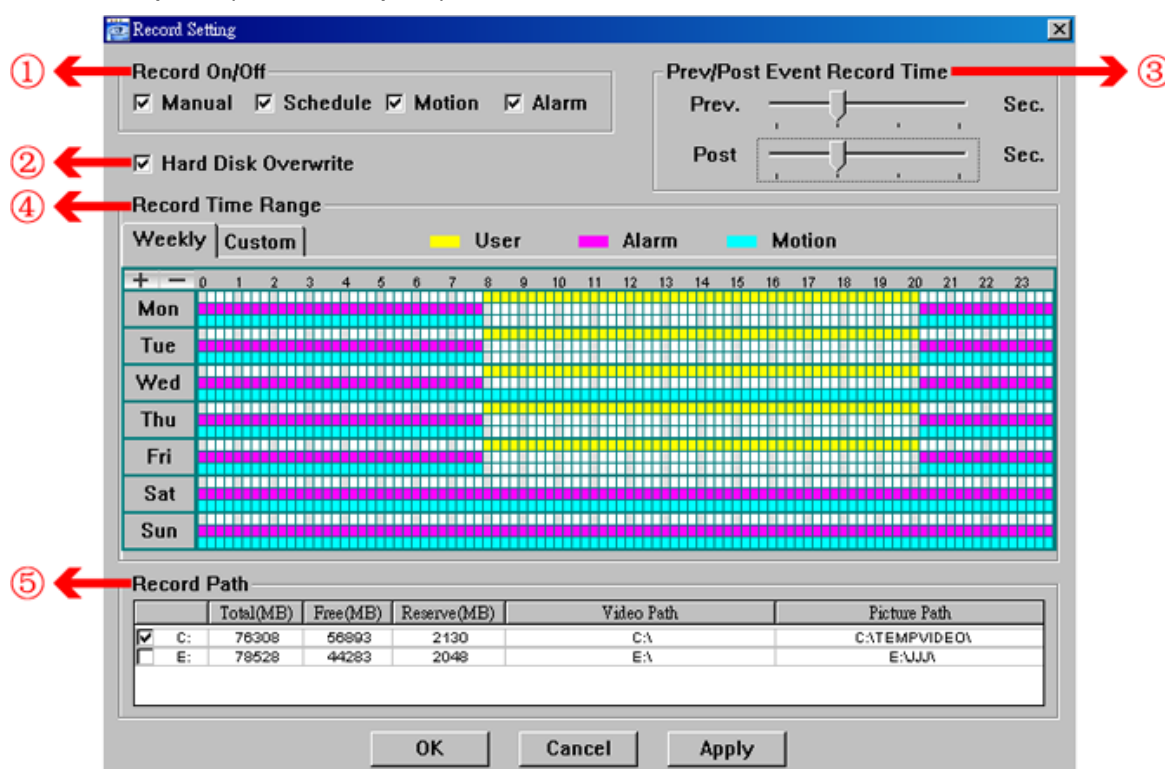 Record Setting
① Record On/Off Prev/Post Event Record Time ③
Manual Schedule Motion Alarm Prev. Sec.
② Hard Disk Overwrite Post Sec.
④ Record Time Range
Weekly Custom User Alarm Motion
+ − 0 1 2 3 4 5 6 7 8 9 10 11 12 13 14 15 16 17 18 19 20 21 22 23
Mon
Tue
Wed
Thu
Fri
Sat
Sun
⑤ Record Path
Total(MB) Free(MB) Reserve(MB) Video Path Picture Path
C: 76308 56893 2130 C:\ C:\TEMPVIDEO\
E: 78528 44283 2048 E:\ E:\JJJ\
OK Cancel Apply